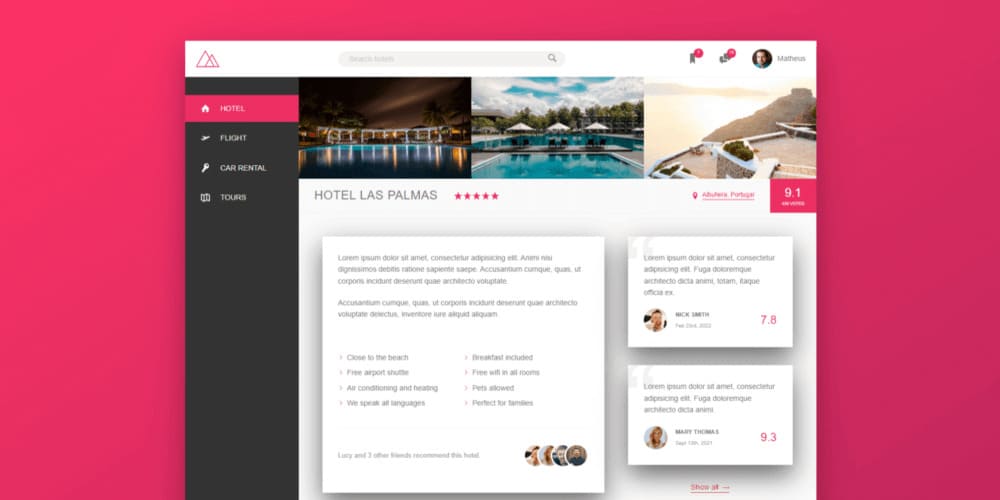 Search hotels
Matheus
HOTEL
FLIGHT
CAR RENTAL
TOURS
HOTEL LAS PALMAS
Albufeira, Portugal
9.1
Lorem ipsum dolor sit amet, consectetur adipisicing elit. Animi nisi
dignissimos debitis ratione sapiente saepe. Accusantium cumque, quas, ut
corporis incidunt deserunt quae architecto voluptate.
Accusantium cumque, quas, ut corporis incidunt deserunt quae architecto
voluptate delectus, inventore iure aliquid aliquam.
Close to the beach
Free airport shuttle
Air conditioning and heating
We speak all languages
Breakfast included
Free wifi in all rooms
Pets allowed
Perfect for families
Lucy and 3 other friends recommend this hotel.
Lorem ipsum dolor sit amet, consectetur
adipisicing elit. Fuga doloremque
architecto dicta animi, totam, itaque
officia ex.
NICK SMITH
Feb 23rd, 2022
7.8
Lorem ipsum dolor sit amet, consectetur
adipisicing elit. Fuga doloremque
architecto dicta animi.
MARY THOMAS
Sept 13th, 2021
9.3
Show all →